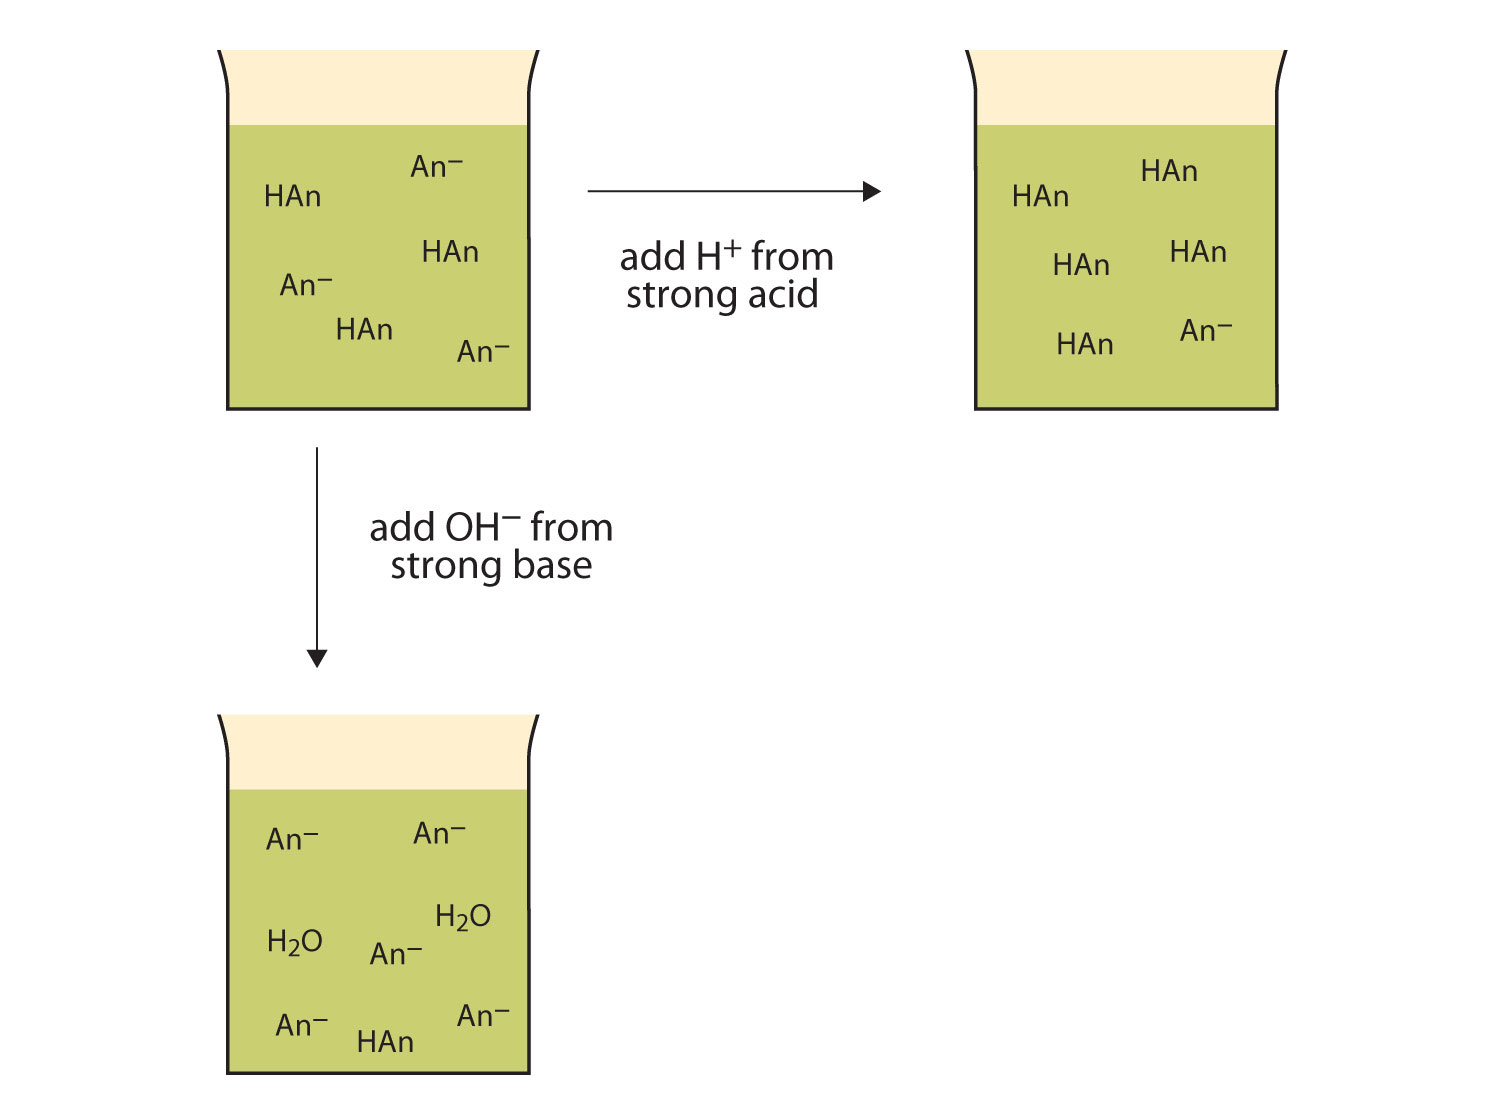 An⁻
HAn
HAn
An⁻
HAn
An⁻
add H⁺ from
strong acid
HAn
HAn
HAn
HAn
An⁻
HAn
add OH⁻ from
strong base
An⁻
An⁻
H₂O
H₂O
An⁻
An⁻
An⁻
HAn